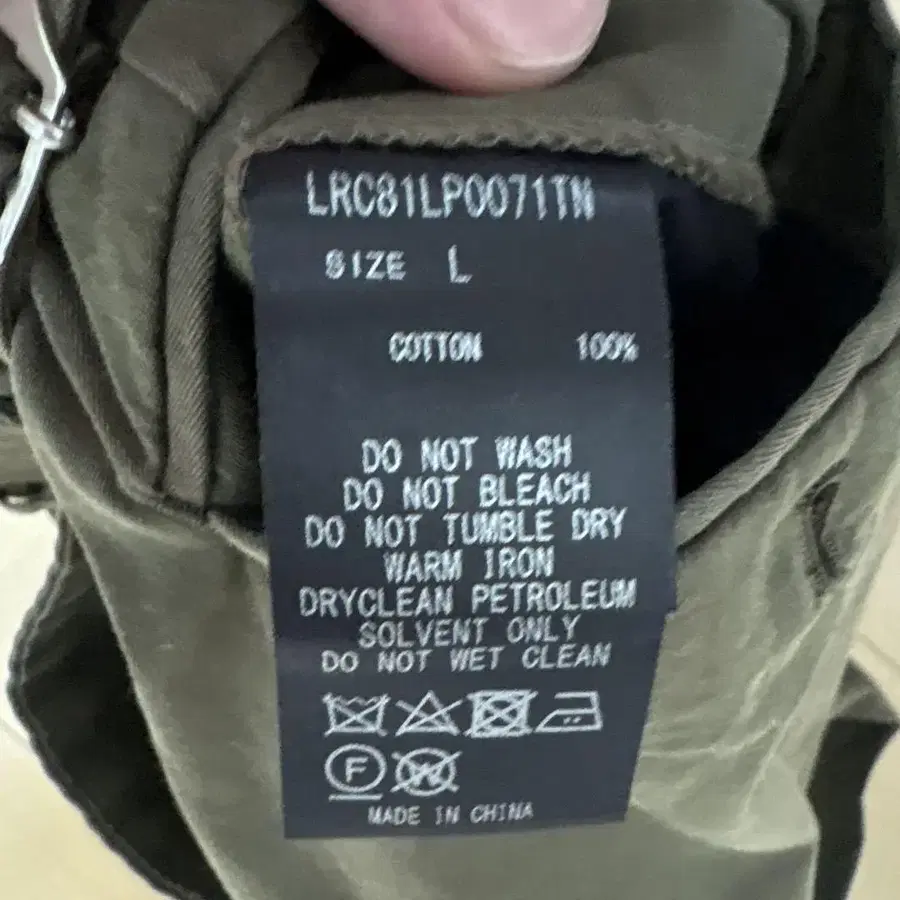 LRC81LP0071TN
SIZE L
COTTON 100%
DO NOT WASH
DO NOT BLEACH
DO NOT TUMBLE DRY
WARM IRON
DRYCLEAN PETROLEUM
SOLVENT ONLY
DO NOT WET CLEAN
F W
MADE IN CHINA